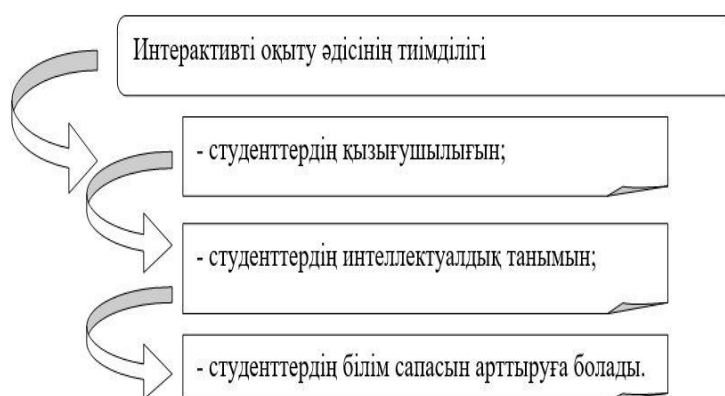 Интерактивті оқыту әдісінің тиімділігі
- студенттердің қызығушылығын;
- студенттердің интеллектуалдық танымын;
- студенттердің білім сапасын арттыруға болады.